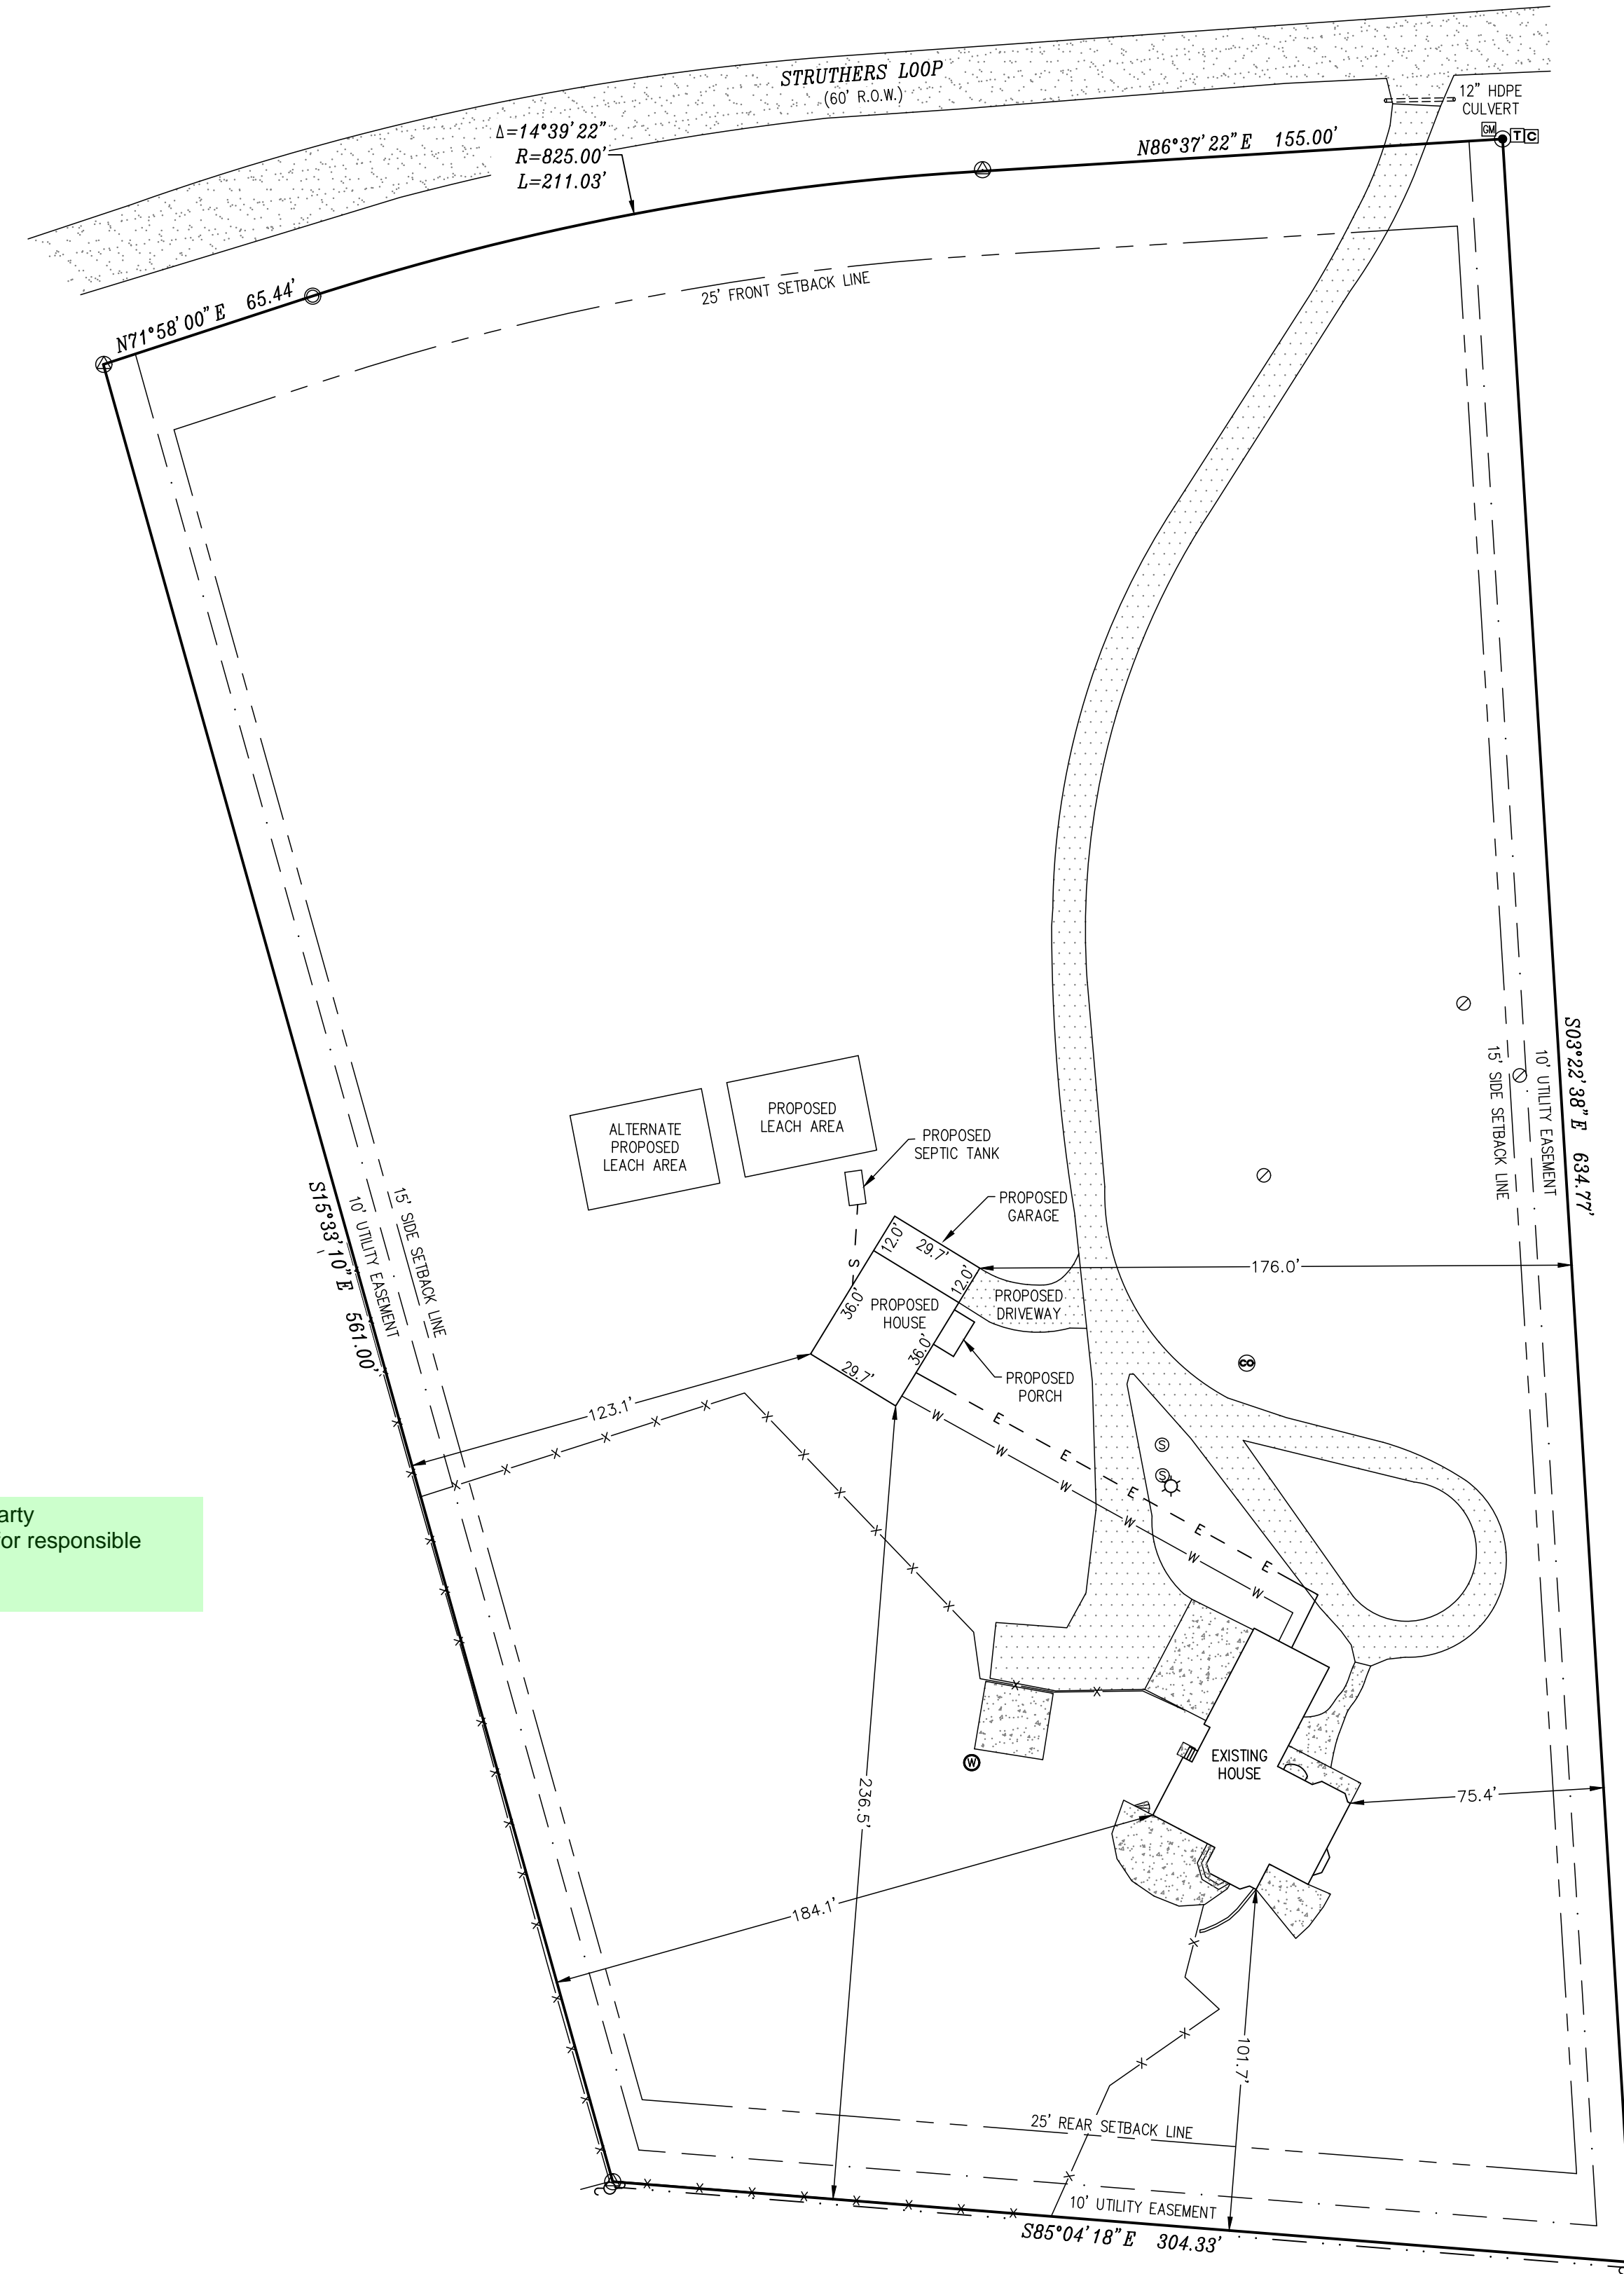 STRUTHERS LOOP
(60' R.O.W.)
12" HDPE
CULVERT
GM
T
C
Δ=14°39'22"
R=825.00'
L=211.03'
N86°37'22"E 155.00'
N71°58'00"E 65.44'
25' FRONT SETBACK LINE
S03°22'38"E 634.77'
10' UTILITY EASEMENT
15' SIDE SETBACK LINE
PROPOSED
LEACH AREA
ALTERNATE
PROPOSED
LEACH AREA
PROPOSED
SEPTIC TANK
PROPOSED
GARAGE
S15°33'10"E 561.00'
10' UTILITY EASEMENT
15' SIDE SETBACK LINE
12.0'
29.7'
12.0'
S
176.0'
36.0'
PROPOSED
HOUSE
PROPOSED
DRIVEWAY
36.0'
29.7'
PROPOSED
PORCH
CO
123.1'
X X X X X X
X X X X X X
W W W W W W
E E E E E
S
S
arty
for responsible
X X
W
EXISTING
HOUSE
75.4'
236.5'
184.1'
101.7'
X X X X
25' REAR SETBACK LINE
X X X X X X X X
10' UTILITY EASEMENT
S85°04'18"E 304.33'